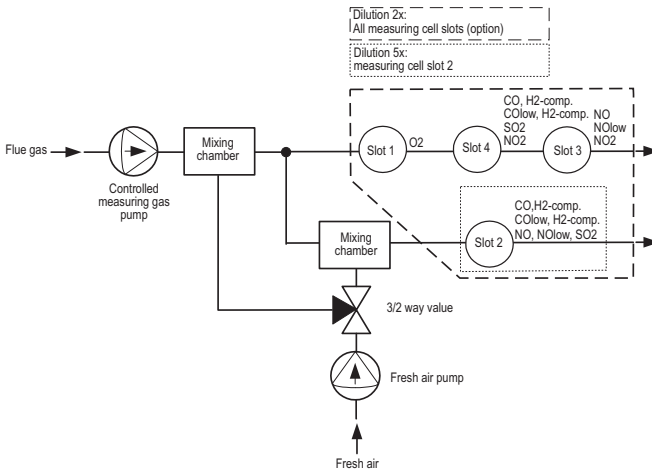 Dilution 2x:
All measuring cell slots (option)
Dilution 5x:
measuring cell slot 2
Flue gas
Controlled
measuring gas
pump
Mixing
chamber
Slot 1
O2
Slot 4
CO, H2-comp.
COlow, H2-comp.
SO2
NO2
Slot 3
NO
NOlow
NO2
Mixing
chamber
Slot 2
CO,H2-comp.
COlow, H2-comp.
NO, NOlow, SO2
3/2 way value
Fresh air pump
Fresh air